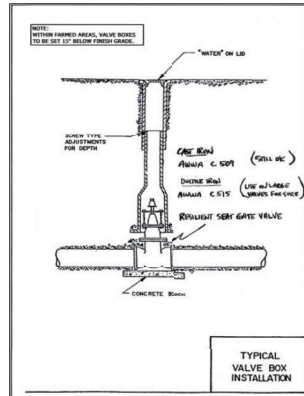 NOTE:
WITHIN FARMED AREAS, VALVE BOXES
TO BE SET 15" BELOW FINISH GRADE.
"WATER" ON LID
SCREW TYPE
ADJUSTMENTS
FOR DEPTH
CAST IRON
AWWA C 509 (STILL OK)
DUCTILE IRON (USE ON LARGE
AWWA C 515 VALVES FOR SURE)
RESILIENT SEAT GATE VALVE
CONCRETE BLOCK
TYPICAL
VALVE BOX
INSTALLATION